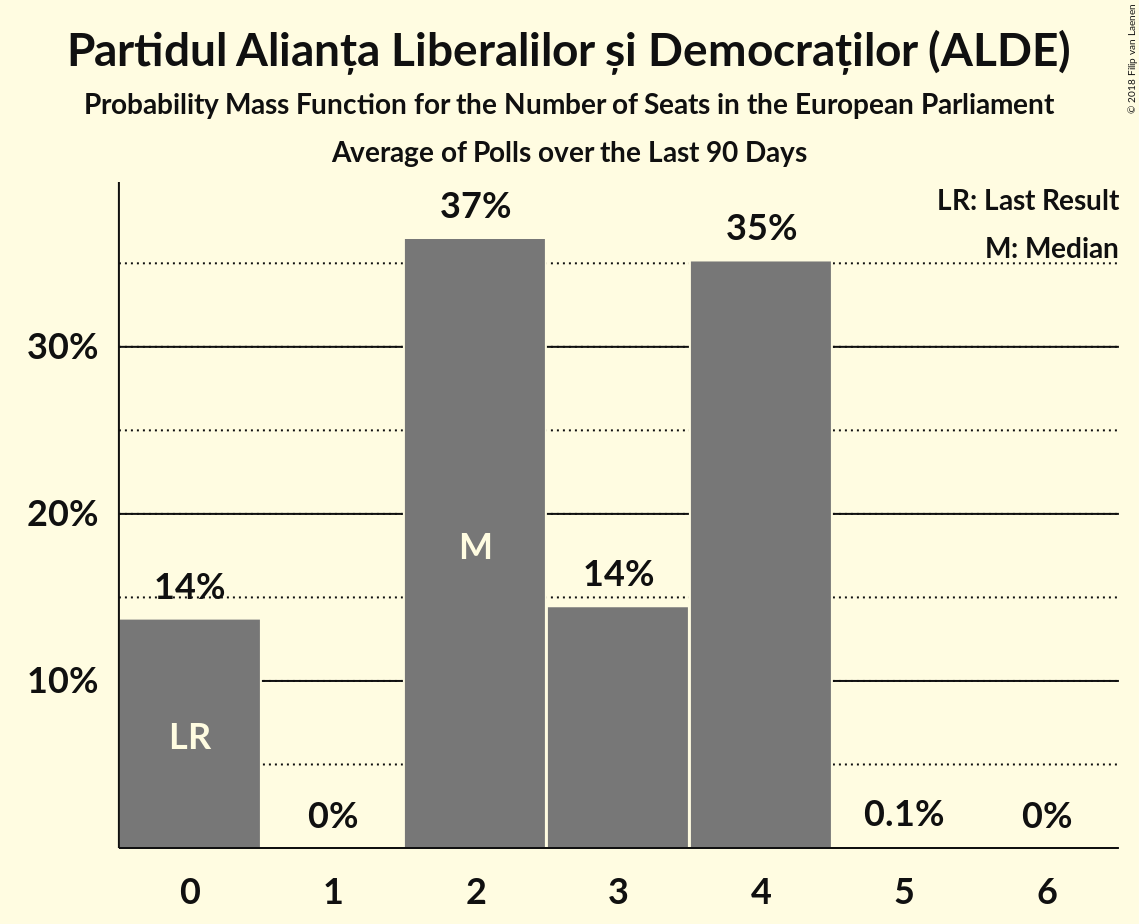 Partidul Alianța Liberalilor și Democraților (ALDE)
Probability Mass Function for the Number of Seats in the European Parliament
Average of Polls over the Last 90 Days
© 2018 Filip van Laenen
LR: Last Result
M: Median
37%
35%
30%
20%
10%
14%
14%
M
LR
0%
0.1%
0%
0 1 2 3 4 5 6